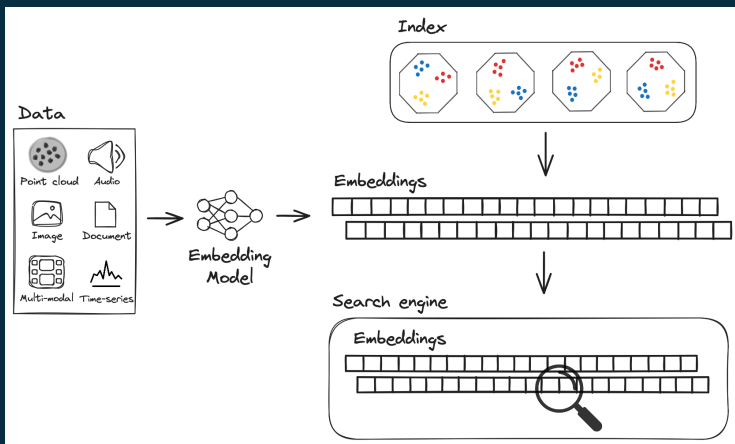 Index
Data
Point cloud Audio
Image Document
Multi-modal Time-series
Embedding
Model
Embeddings
Search engine
Embeddings